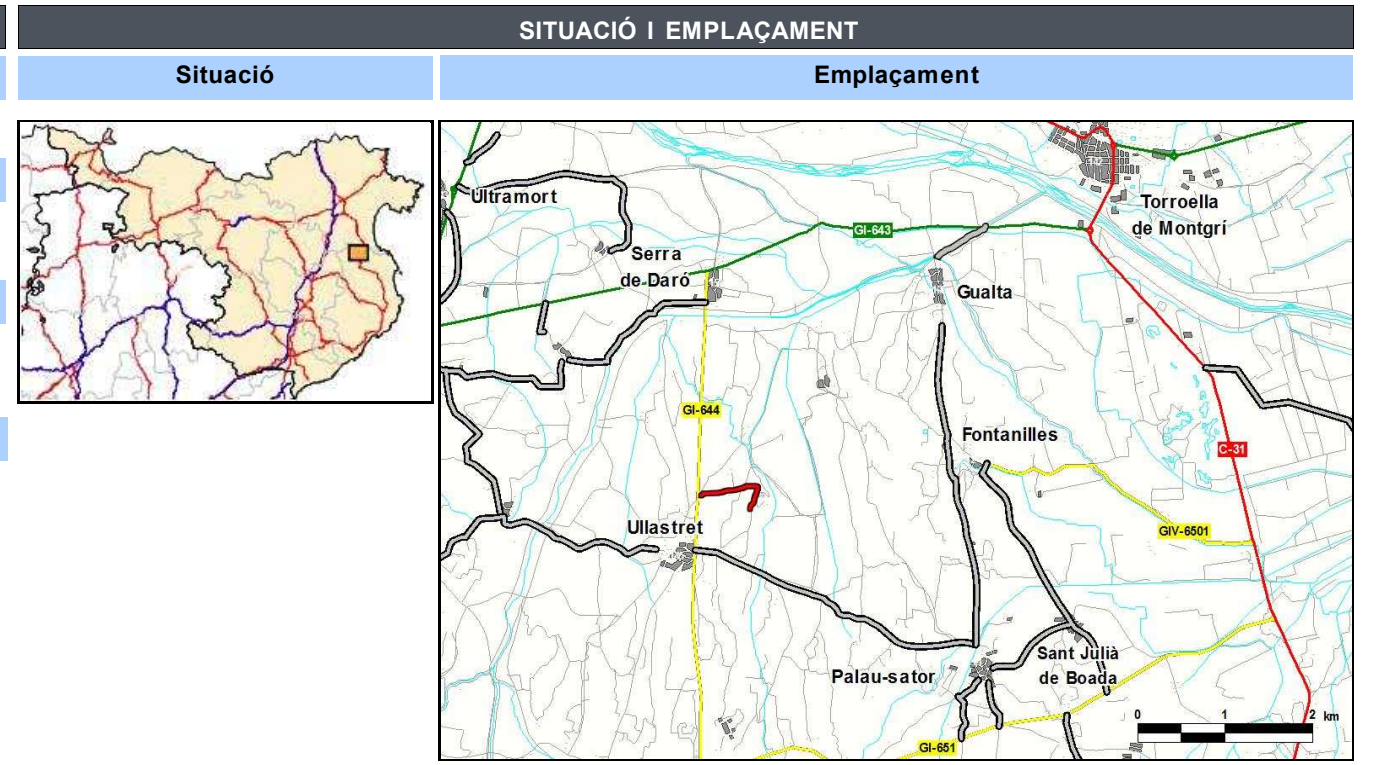 SITUACIÓ I EMPLAÇAMENT
Situació
Emplaçament
Ultramort
Torroella
de Montgrí
GI-643
Serra
de Daró
Gualta
GI-644
Fontanilles
C-31
Ullastret
GIV-6501
Sant Julià
de Boada
Palau-sator
0 1 2 km
GI-651